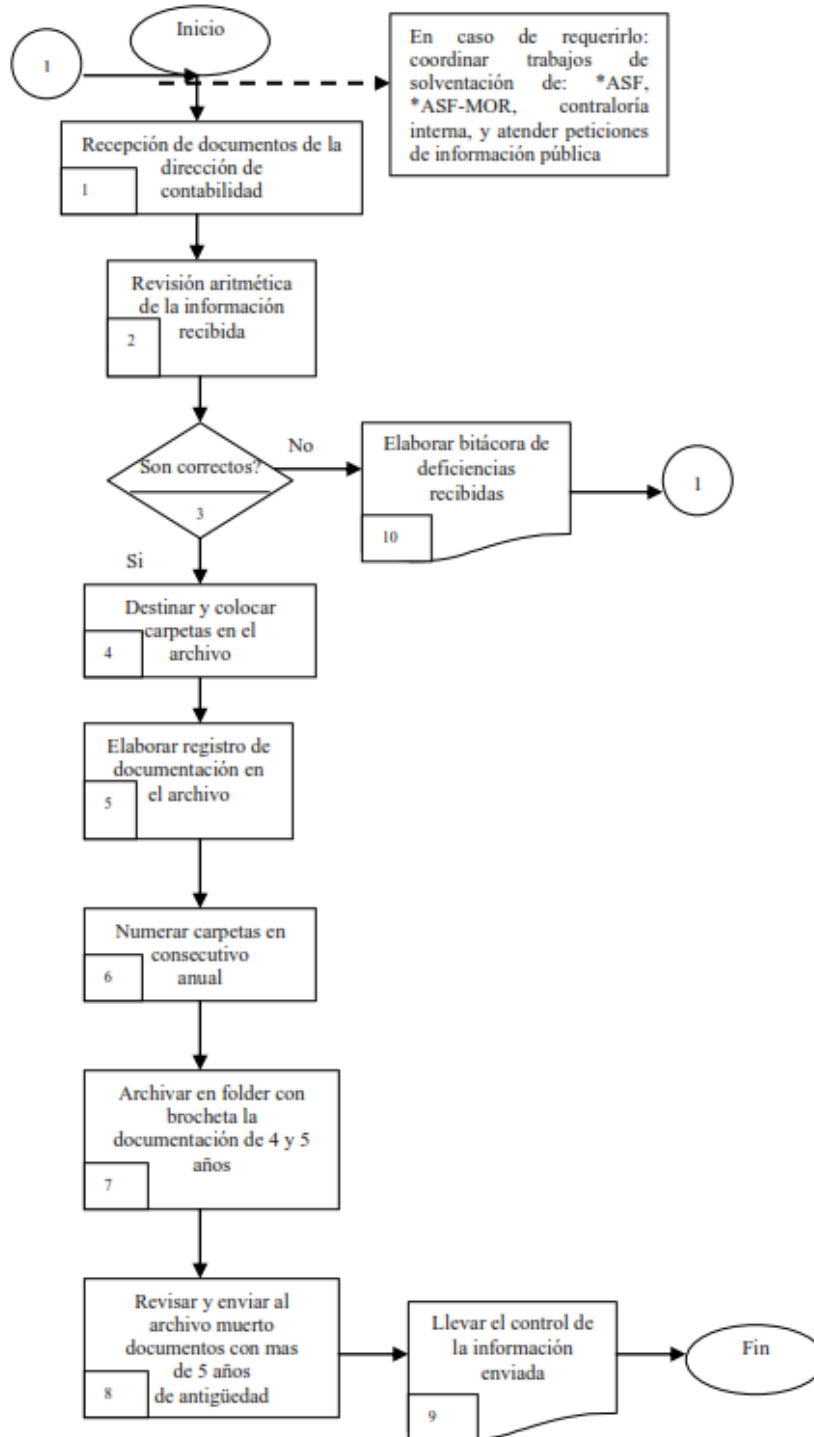 Inicio
1
En caso de requerirlo:
coordinar trabajos de
solventación de: *ASF,
*ASF-MOR, contraloría
interna, y atender peticiones
de información pública
Recepción de documentos de la
dirección de
contabilidad
1
Revisión aritmética
de la información
recibida
2
Son correctos?
3
No
Elaborar bitácora de
deficiencias
recibidas
10
1
Si
Destinar y colocar
carpetas en el
archivo
4
Elaborar registro de
documentación en
el archivo
5
Numerar carpetas en
consecutivo
anual
6
Archivar en folder con
brocheta la
documentación de 4 y 5
años
7
Revisar y enviar al
archivo muerto
documentos con mas
de 5 años
de antigüedad
8
Llevar el control de
la información
enviada
9
Fin